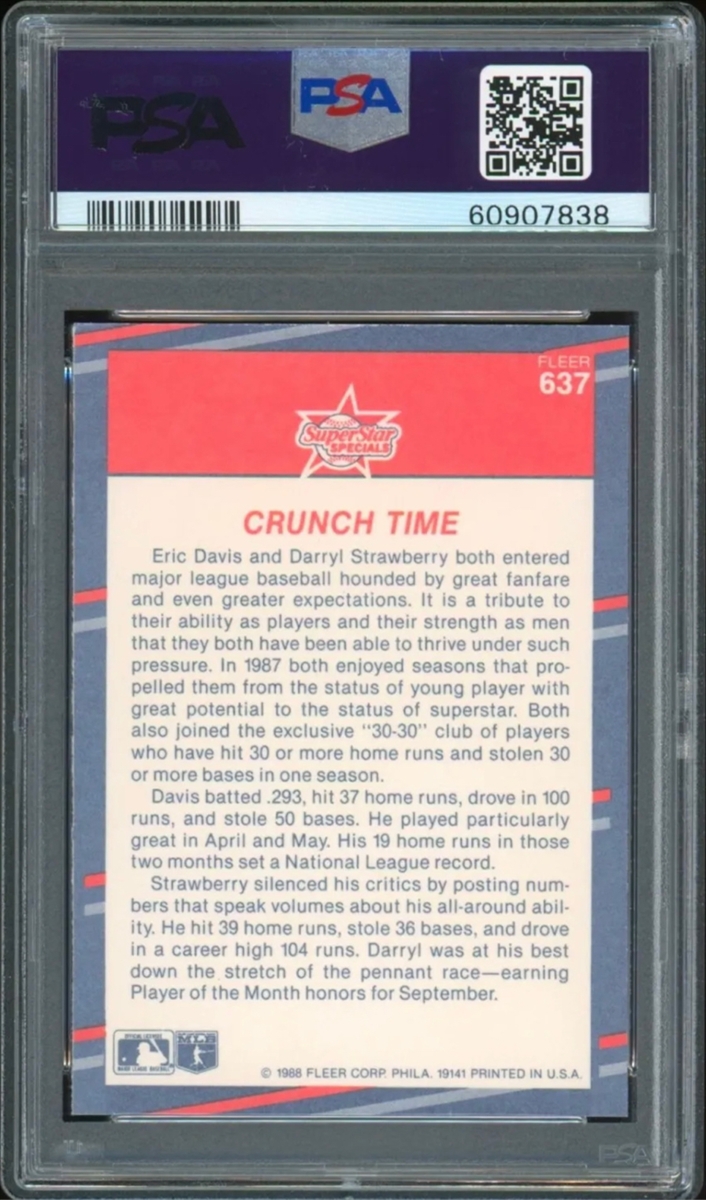 PSA
PSA
60907838
FLEER
637
SuperStar
SPECIALS
CRUNCH TIME
Eric Davis and Darryl Strawberry both entered
major league baseball hounded by great fanfare
and even greater expectations. It is a tribute to
their ability as players and their strength as men
that they both have been able to thrive under such
pressure. In 1987 both enjoyed seasons that pro-
pelled them from the status of young player with
great potential to the status of superstar. Both
also joined the exclusive "30-30" club of players
who have hit 30 or more home runs and stolen 30
or more bases in one season.
Davis batted .293, hit 37 home runs, drove in 100
runs, and stole 50 bases. He played particularly
great in April and May. His 19 home runs in those
two months set a National League record.
Strawberry silenced his critics by posting num-
bers that speak volumes about his all-around abil-
ity. He hit 39 home runs, stole 36 bases, and drove
in a career high 104 runs. Darryl was at his best
down the stretch of the pennant race—earning
Player of the Month honors for September.
OFFICIAL LICENSEE
MAJOR LEAGUE BASEBALL
MLB
© 1988 FLEER CORP. PHILA. 19141 PRINTED IN U.S.A.
PSA